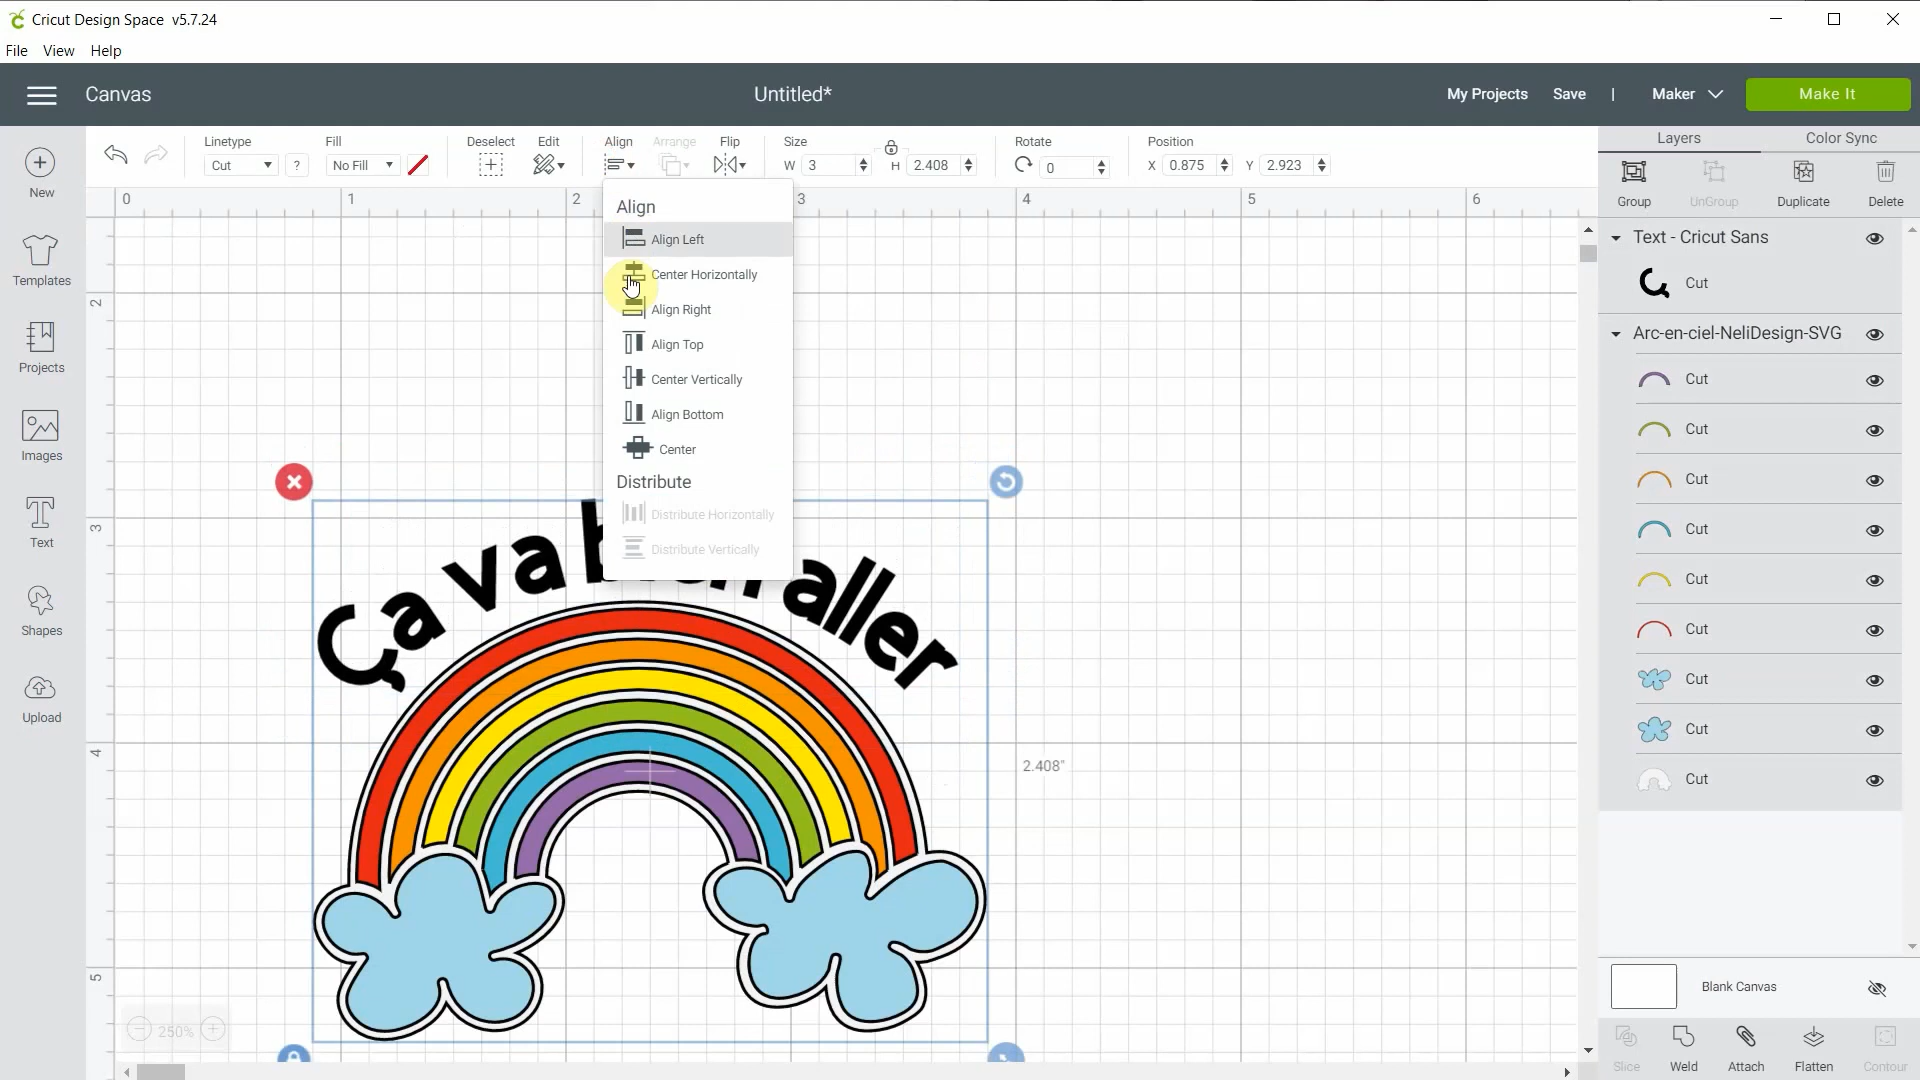 Cricut Design Space v5.7.24
File View Help
Canvas
Untitled*
My Projects Save | Maker Make It
Linetype
Cut ?
Fill
No Fill
Deselect
Edit
Align
Arrange
Flip
Size
W 3 H 2.408
Rotate
0
Position
X 0.875 Y 2.923
Layers Color Sync
Group UnGroup Duplicate Delete
New
Templates
Projects
Images
Text
Shapes
Upload
0 1 2 3 4 5 6
2
3
4
5
Align
Align Left
Center Horizontally
Align Right
Align Top
Center Vertically
Align Bottom
Center
Distribute
Distribute Horizontally
Distribute Vertically
Ça va aller
2.408"
250%
Text - Cricut Sans
Cut
Arc-en-ciel-NeliDesign-SVG
Cut
Cut
Cut
Cut
Cut
Cut
Cut
Cut
Cut
Blank Canvas
Slice Weld Attach Flatten Contour